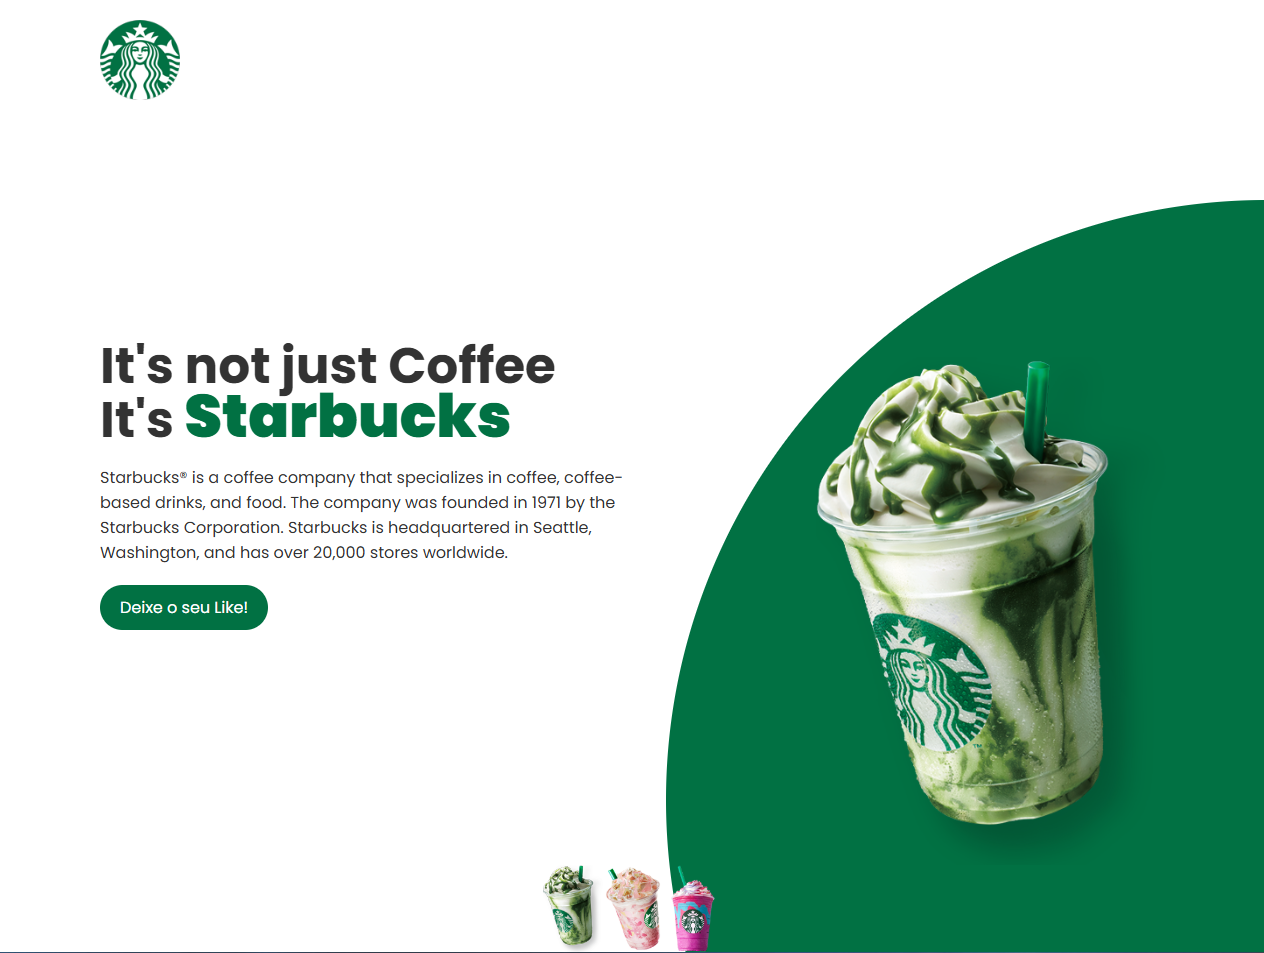 It's not just Coffee
It's Starbucks
Starbucks® is a coffee company that specializes in coffee, coffee-
based drinks, and food. The company was founded in 1971 by the
Starbucks Corporation. Starbucks is headquartered in Seattle,
Washington, and has over 20,000 stores worldwide.
Deixe o seu Like!
TM